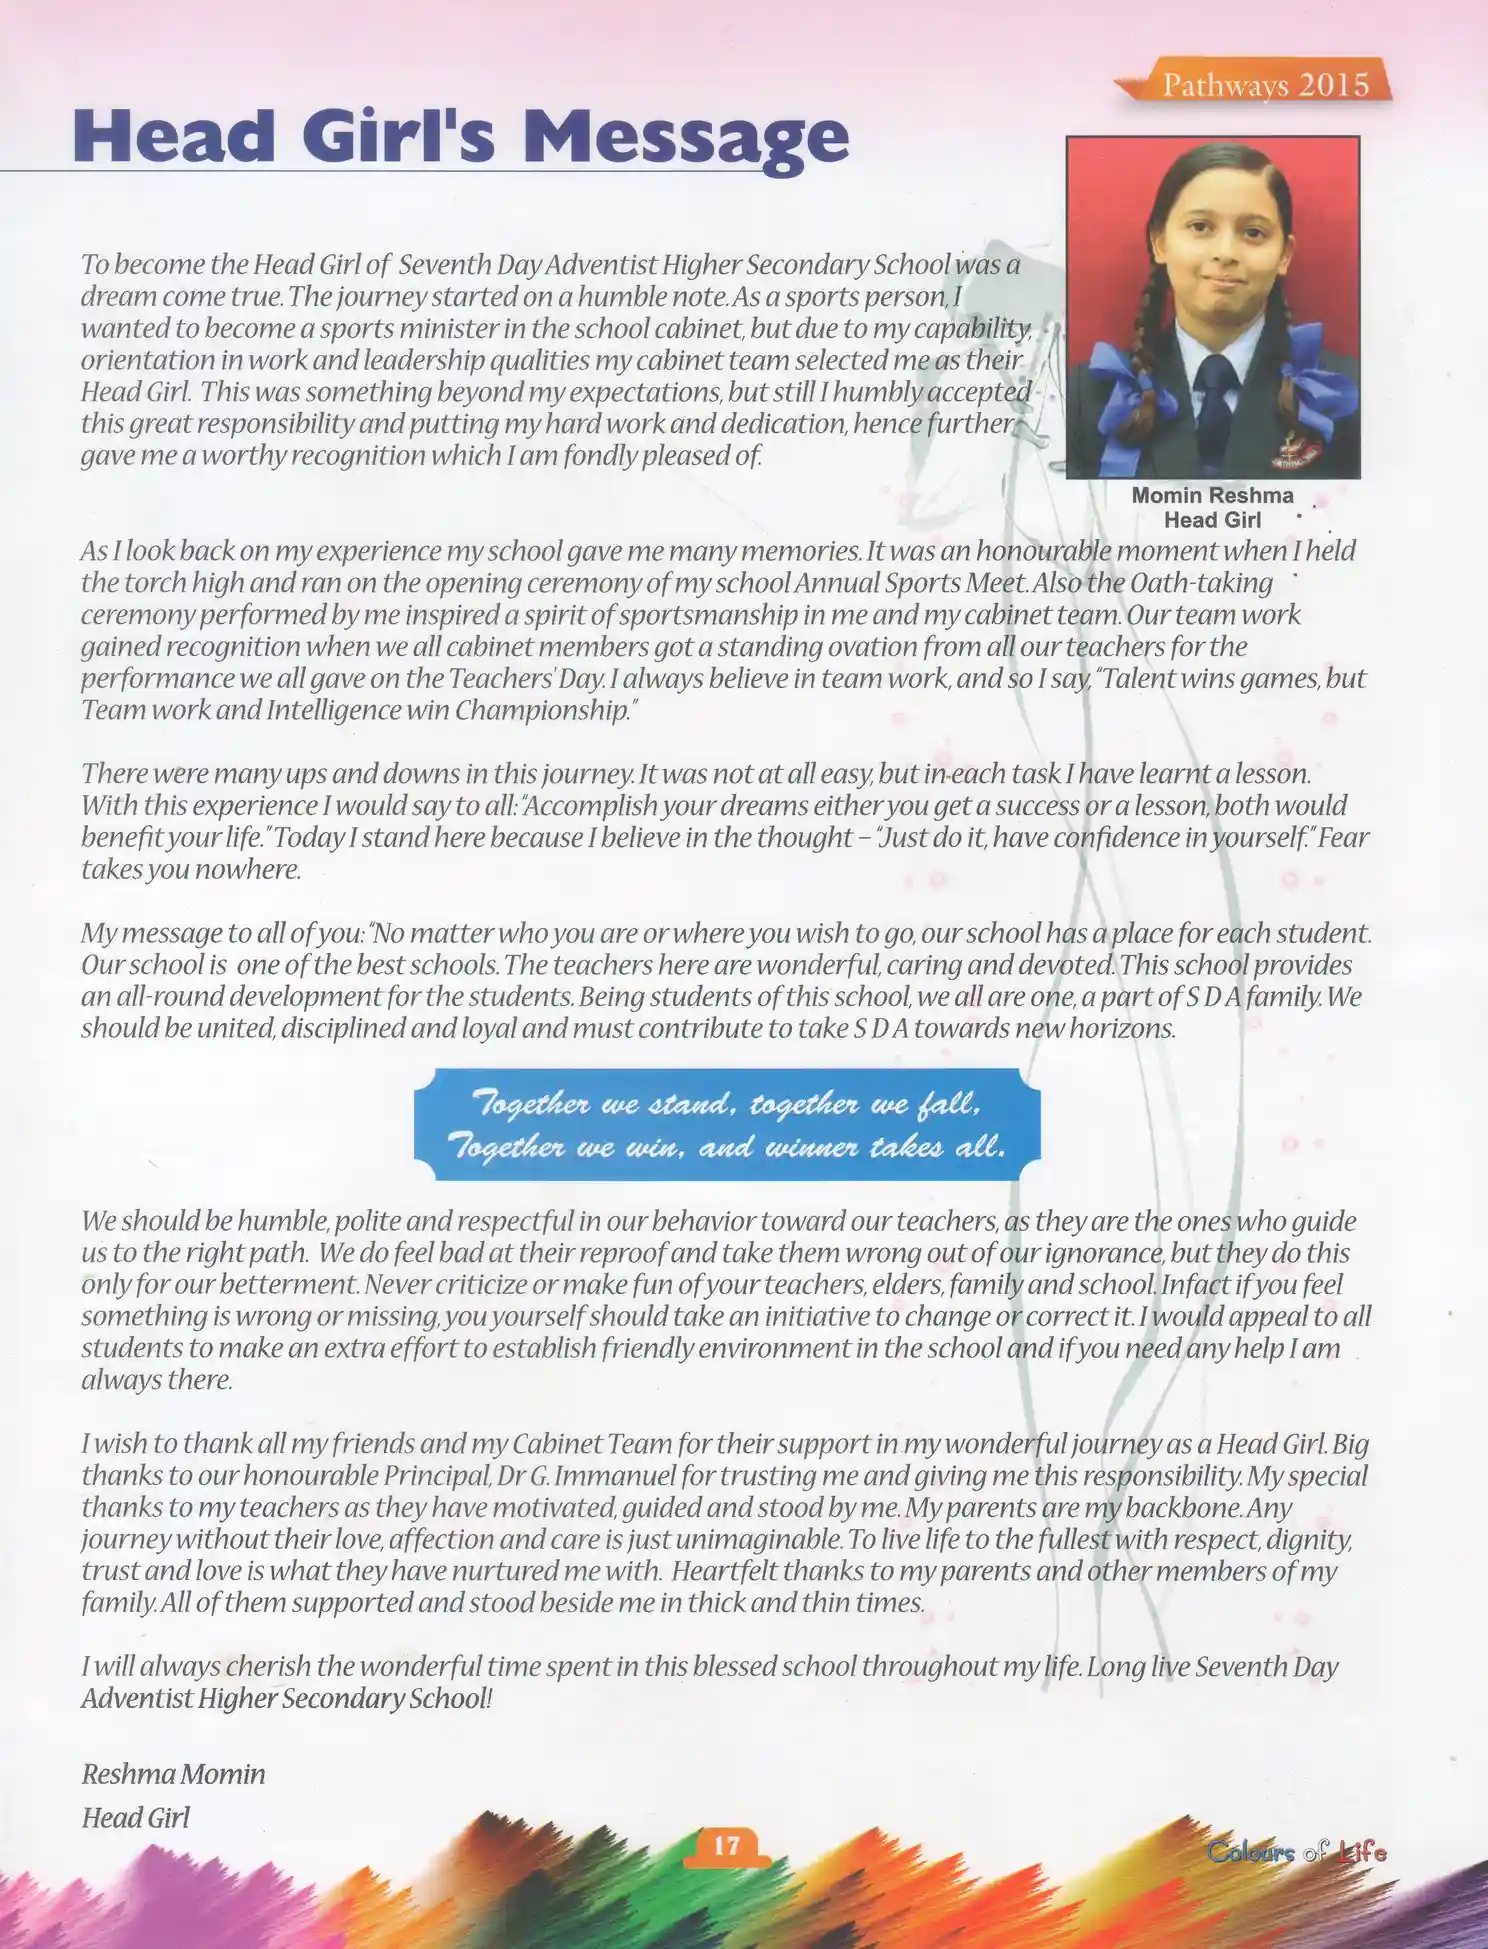 Pathways 2015
Head Girl's Message
To become the Head Girl of Seventh Day Adventist Higher Secondary School was a
dream come true. The journey started on a humble note. As a sports person, I
wanted to become a sports minister in the school cabinet, but due to my capability,
orientation in work and leadership qualities my cabinet team selected me as their
Head Girl. This was something beyond my expectations, but still I humbly accepted
this great responsibility and putting my hard work and dedication, hence further
gave me a worthy recognition which I am fondly pleased of.
Momin Reshma
Head Girl
As I look back on my experience my school gave me many memories. It was an honourable moment when I held
the torch high and ran on the opening ceremony of my school Annual Sports Meet. Also the Oath-taking
ceremony performed by me inspired a spirit of sportsmanship in me and my cabinet team. Our team work
gained recognition when we all cabinet members got a standing ovation from all our teachers for the
performance we all gave on the Teachers' Day. I always believe in team work, and so I say, "Talent wins games, but
Team work and Intelligence win Championship."
There were many ups and downs in this journey. It was not at all easy, but in each task I have learnt a lesson.
With this experience I would say to all: "Accomplish your dreams either you get a success or a lesson, both would
benefit your life." Today I stand here because I believe in the thought – "Just do it, have confidence in yourself." Fear
takes you nowhere.
My message to all of you: "No matter who you are or where you wish to go, our school has a place for each student.
Our school is one of the best schools. The teachers here are wonderful, caring and devoted. This school provides
an all-round development for the students. Being students of this school, we all are one, a part of S D A family. We
should be united, disciplined and loyal and must contribute to take S D A towards new horizons.
Together we stand, together we fall,
Together we win, and winner takes all.
We should be humble, polite and respectful in our behavior toward our teachers, as they are the ones who guide
us to the right path. We do feel bad at their reproof and take them wrong out of our ignorance, but they do this
only for our betterment. Never criticize or make fun of your teachers, elders, family and school. Infact if you feel
something is wrong or missing, you yourself should take an initiative to change or correct it. I would appeal to all
students to make an extra effort to establish friendly environment in the school and if you need any help I am
always there.
I wish to thank all my friends and my Cabinet Team for their support in my wonderful journey as a Head Girl. Big
thanks to our honourable Principal, Dr G. Immanuel for trusting me and giving me this responsibility. My special
thanks to my teachers as they have motivated, guided and stood by me. My parents are my backbone. Any
journey without their love, affection and care is just unimaginable. To live life to the fullest with respect, dignity,
trust and love is what they have nurtured me with. Heartfelt thanks to my parents and other members of my
family. All of them supported and stood beside me in thick and thin times.
I will always cherish the wonderful time spent in this blessed school throughout my life. Long live Seventh Day
Adventist Higher Secondary School!
Reshma Momin
Head Girl
17
Colours of Life